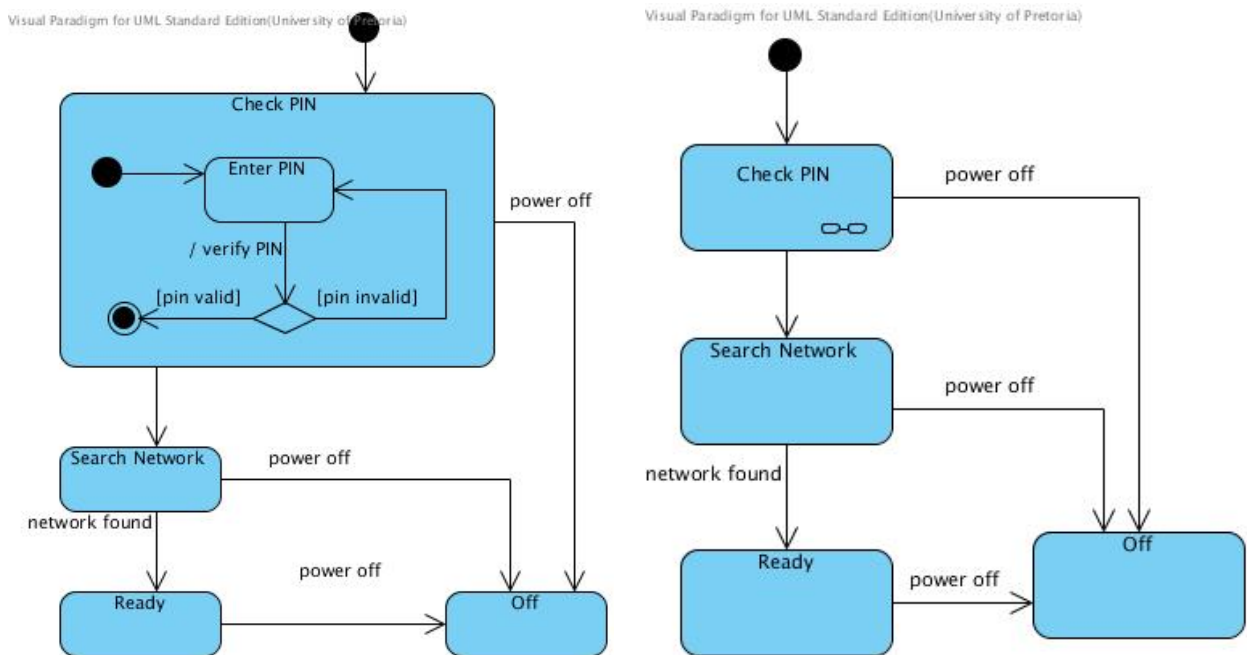 Visual Paradigm for UML Standard Edition(University of Pretoria)
Check PIN
Enter PIN
power off
/ verify PIN
[pin valid]
[pin invalid]
Search Network
power off
network found
power off
Ready
Off
Visual Paradigm for UML Standard Edition(University of Pretoria)
Check PIN
power off
Search Network
power off
network found
Ready
power off
Off